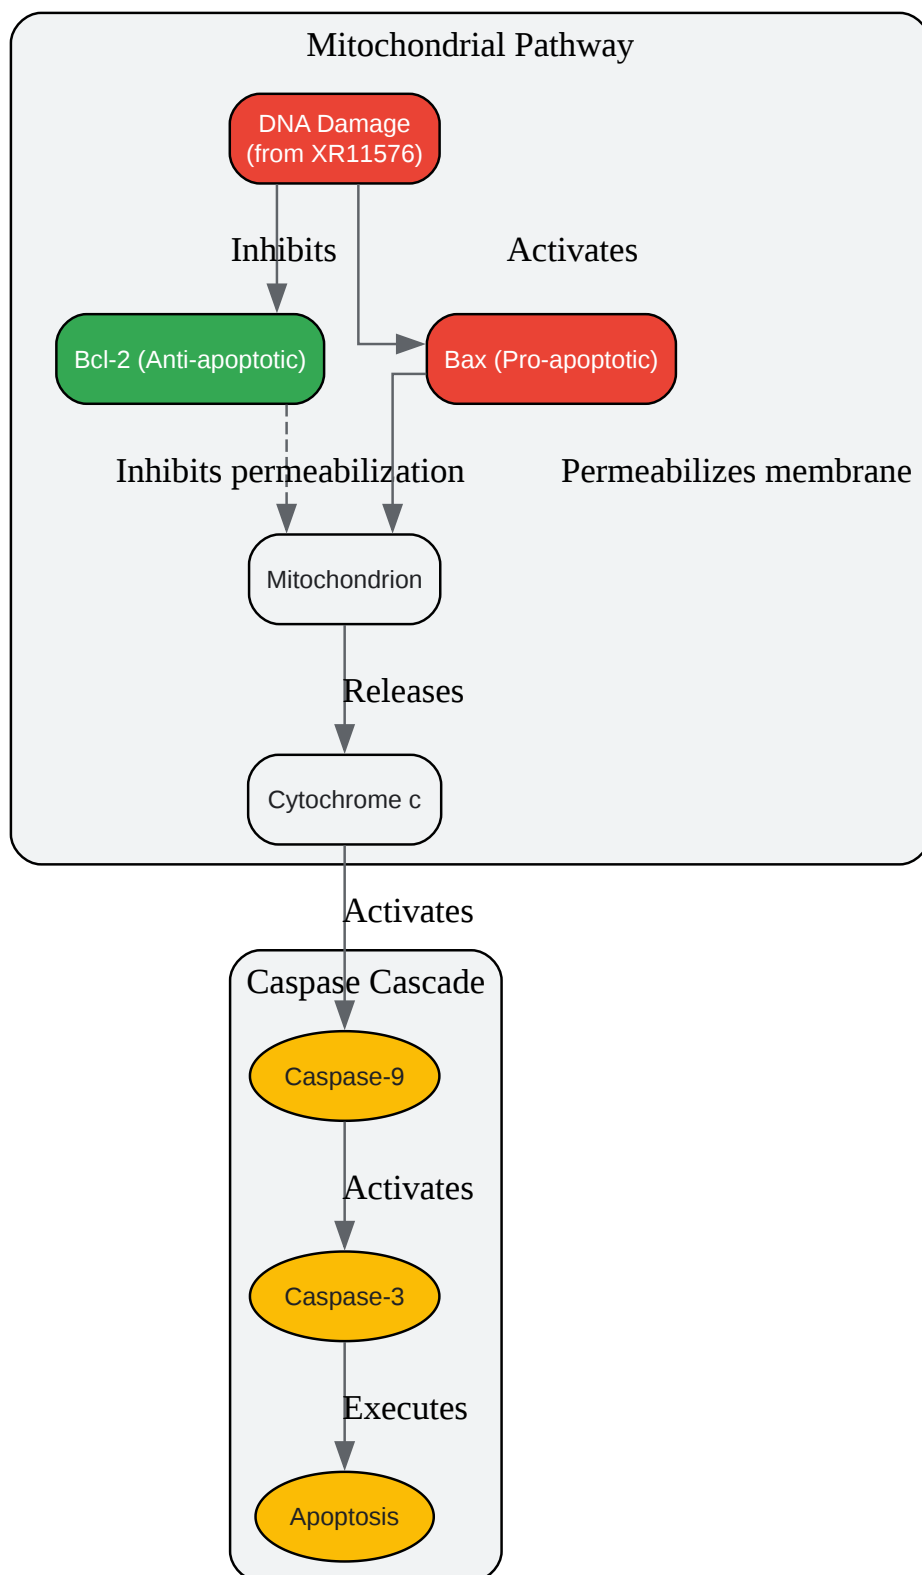 Mitochondrial Pathway
DNA Damage
(from XR11576)
Inhibits
Activates
Bcl-2 (Anti-apoptotic)
Bax (Pro-apoptotic)
Inhibits permeabilization
Permeabilizes membrane
Mitochondrion
Releases
Cytochrome c
Activates
Caspase Cascade
Caspase-9
Activates
Caspase-3
Executes
Apoptosis